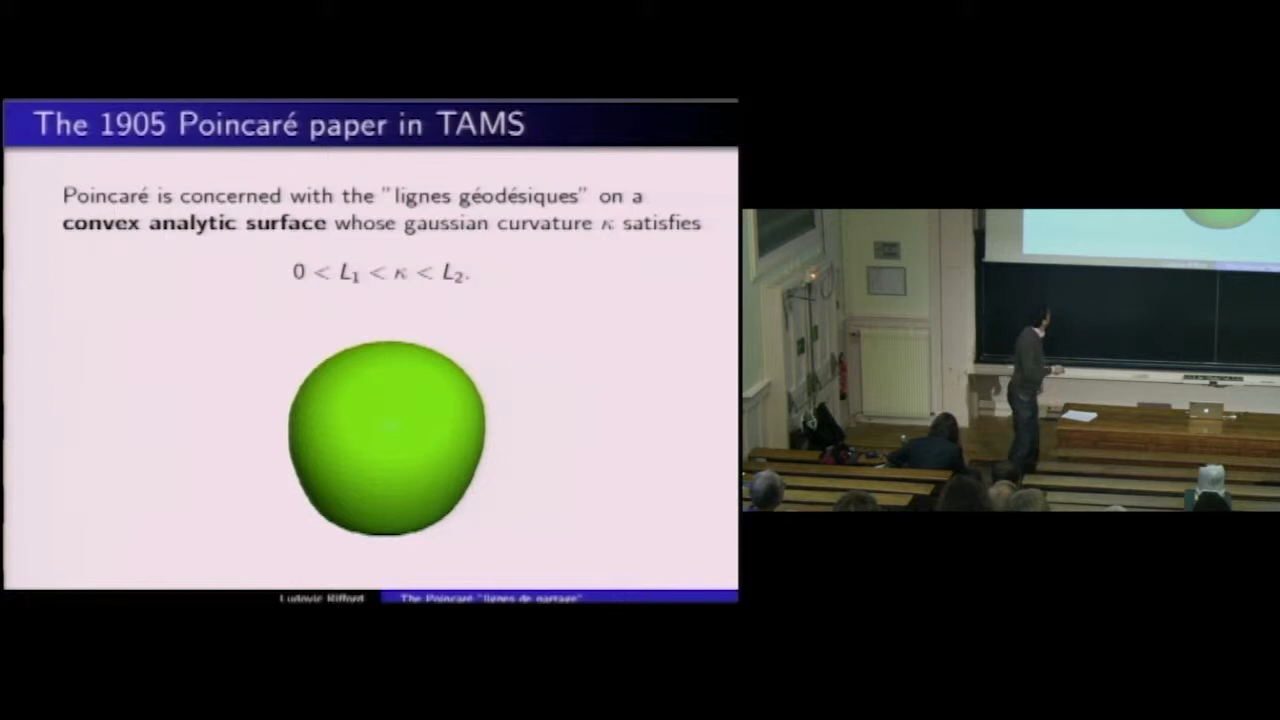 The 1905 Poincaré paper in TAMS
Poincaré is concerned with the "lignes géodésiques" on a
convex analytic surface whose gaussian curvature κ satisfies
0 < L₁ < κ < L₂.
Ludovic Rifford
The Poincaré "lignes de partage"